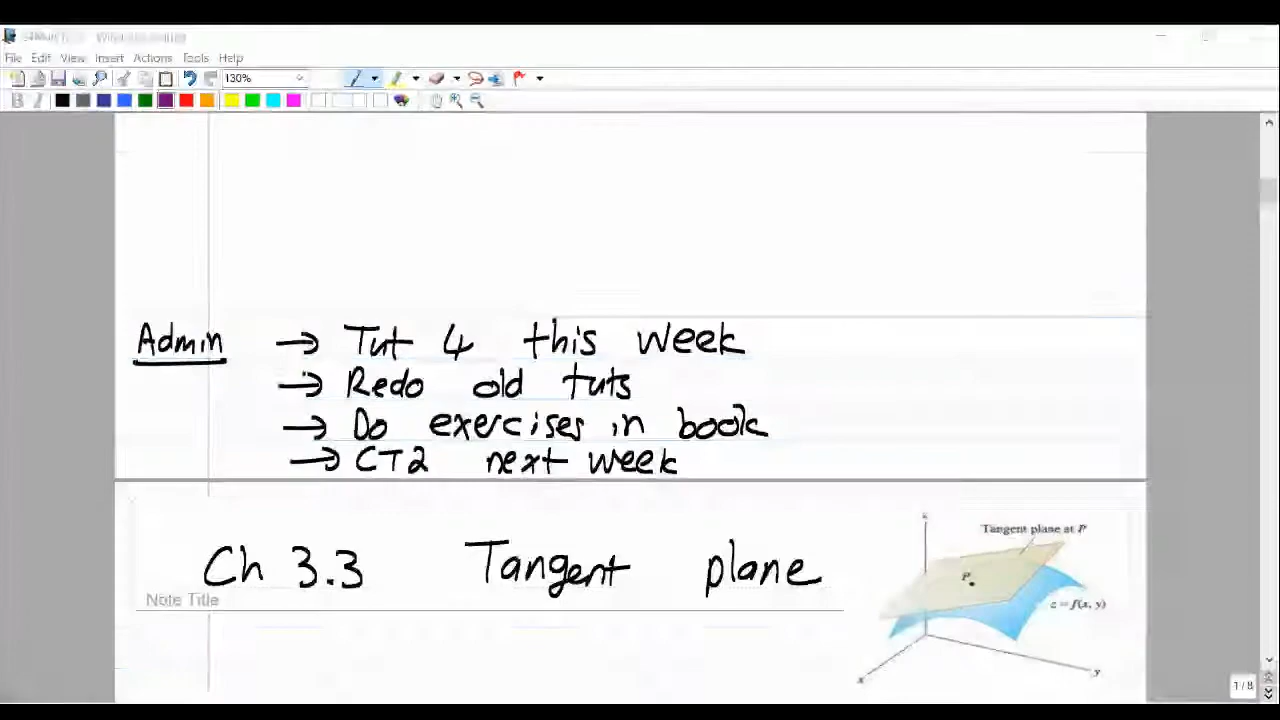 File Edit View Insert Actions Tools Help
130%
B I
Admin → Tut 4 this week
→ Redo old tuts
→ Do exercises in book
→ CT2 next week
Ch 3.3 Tangent plane
Note Title
z
Tangent plane at P
P
z = f(x, y)
x
y
1 / 8